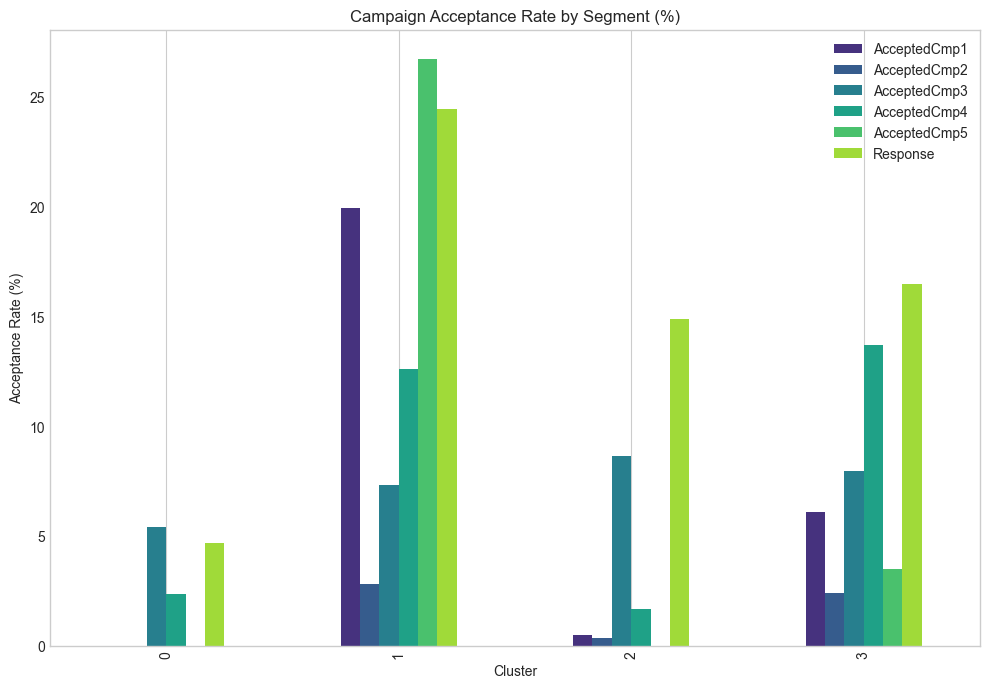 Campaign Acceptance Rate by Segment (%)
AcceptedCmp1
AcceptedCmp2
AcceptedCmp3
AcceptedCmp4
AcceptedCmp5
Response
Acceptance Rate (%)
25
20
15
10
5
0
0
1
2
3
Cluster